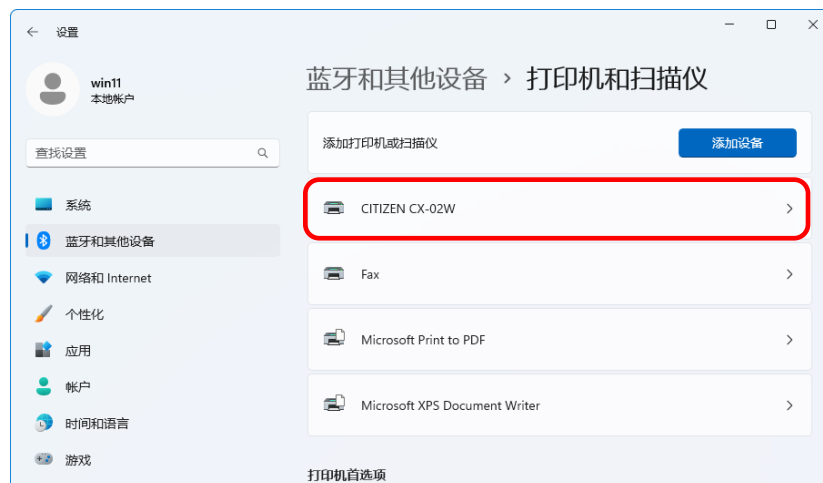 设置
win11
本地帐户
查找设置
系统
蓝牙和其他设备
网络和 Internet
个性化
应用
帐户
时间和语言
游戏
蓝牙和其他设备 › 打印机和扫描仪
添加打印机或扫描仪
添加设备
CITIZEN CX-02W
Fax
Microsoft Print to PDF
Microsoft XPS Document Writer
打印机首选项